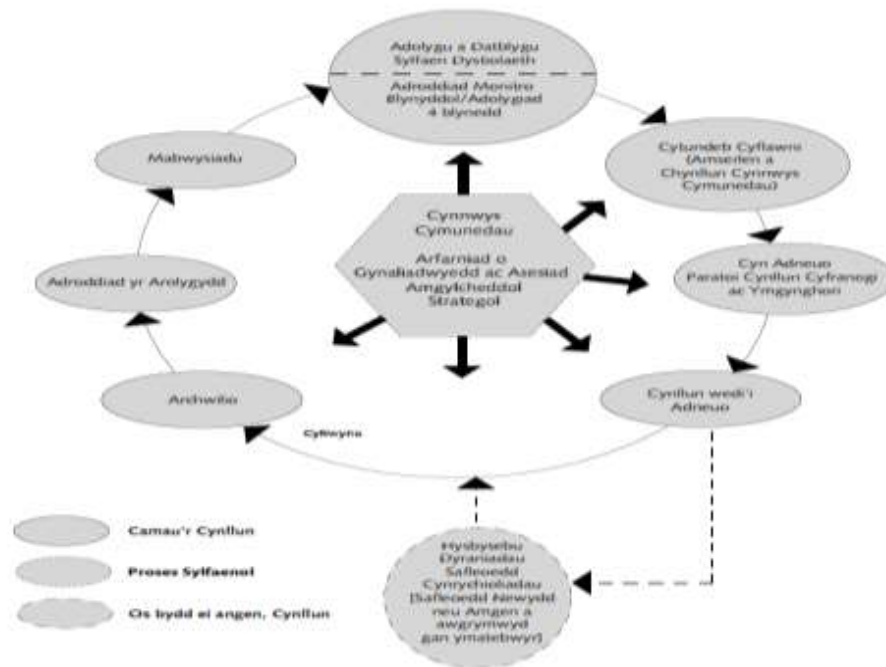 Adolygu a Datblygu
Sylfaen Dystiolaeth
Adroddiad Monitro
Blynyddol/Adolygiad
4 blynedd
Cytundeb Cyflawni
(Amserlen a
Chynllun Cynnwys
Cymunedau)
Mabwysiadu
Cynnwys
Cymunedau
Arfarniad o
Gynaliadwyedd ac Asesiad
Amgylcheddol
Strategol
Cyn Adneuo
Paratoi Cynllun Cyfranogi
ac Ymgynghori
Adroddiad yr Arolygydd
Cynllun wedi'i
Adneuo
Archwilio
Cyflwyno
Hysbysebu
Dyraniadau
Safleoedd
Cynrychioliadau
[Safleoedd Newydd
neu Amgen a
awgrymwyd
gan ymatebwyr]
Camau'r Cynllun
Proses Sylfaenol
Os bydd ei angen, Cynllun